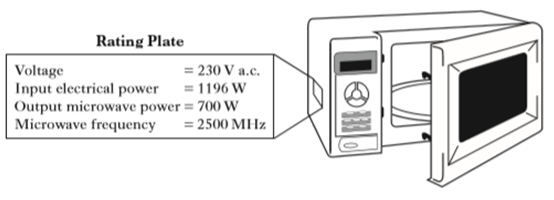 Rating Plate
Voltage = 230 V a.c.
Input electrical power = 1196 W
Output microwave power = 700 W
Microwave frequency = 2500 MHz